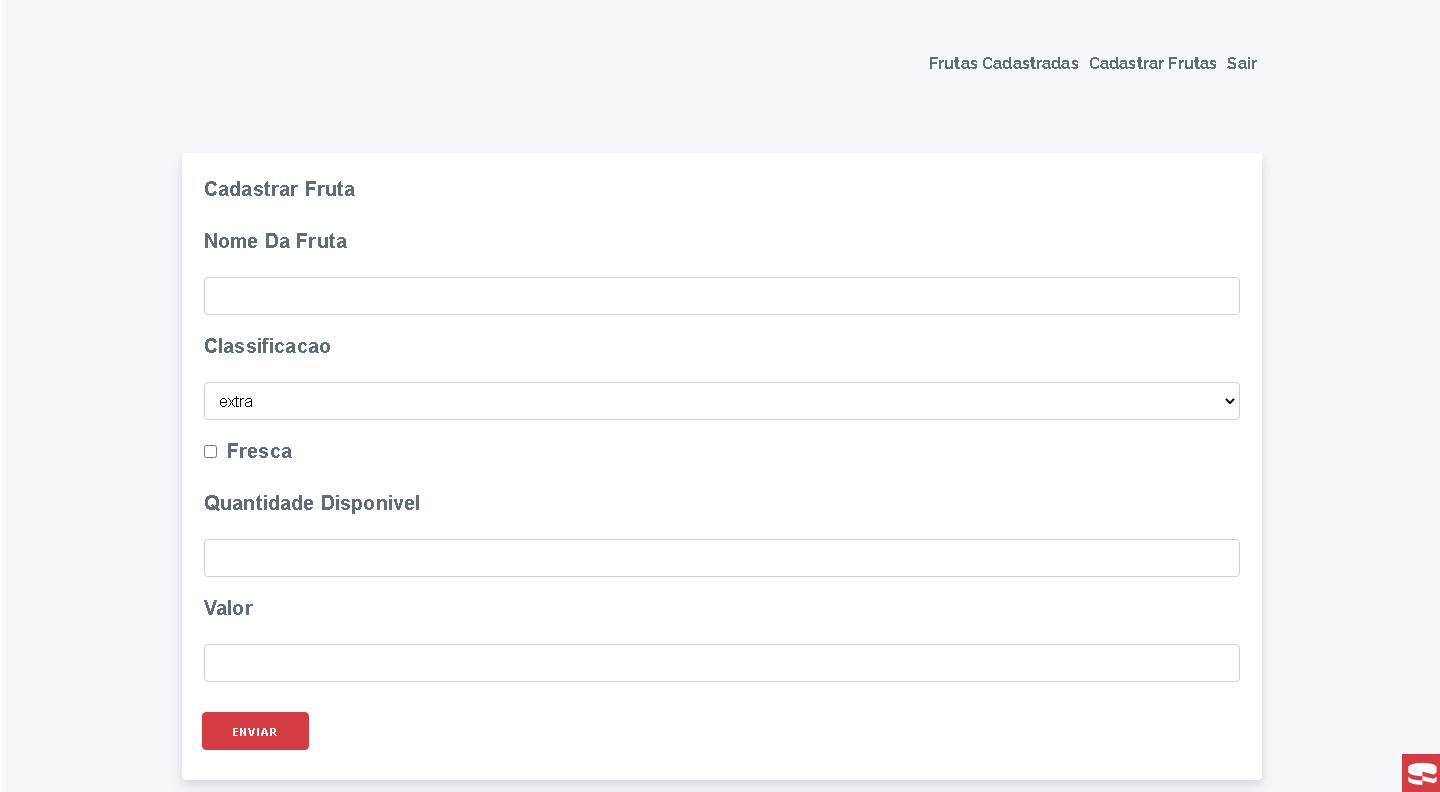 Frutas Cadastradas Cadastrar Frutas Sair
Cadastrar Fruta
Nome Da Fruta
Classificacao
extra
Fresca
Quantidade Disponivel
Valor
ENVIAR